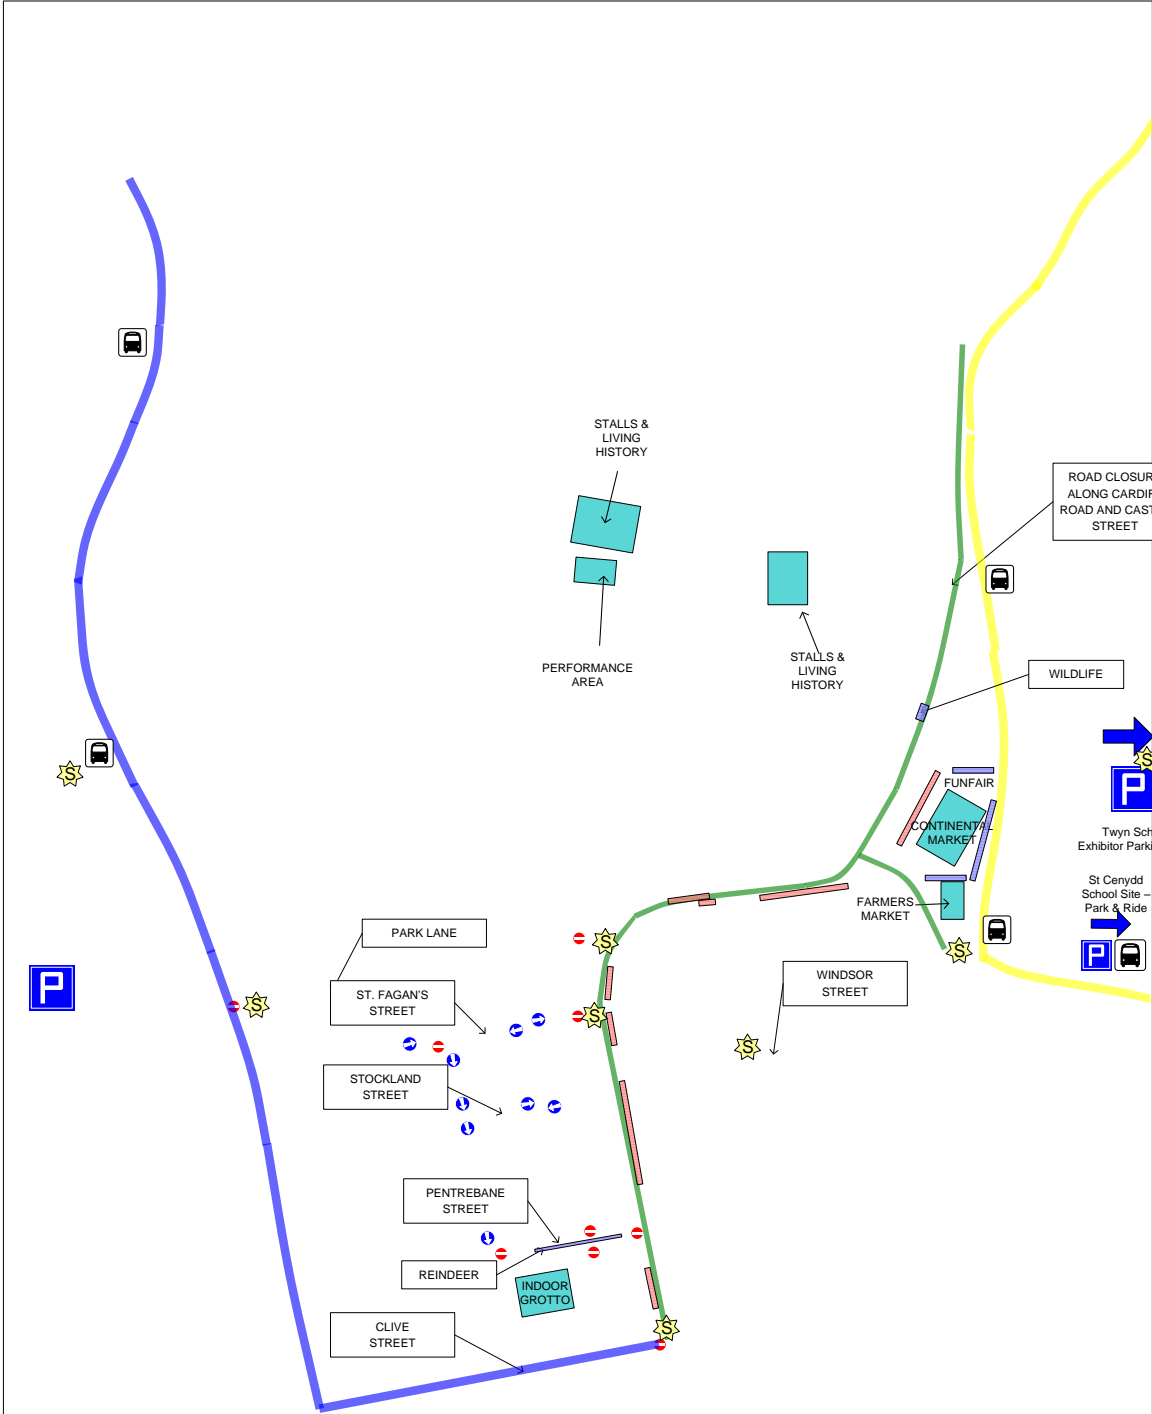 STALLS &
LIVING
HISTORY
ROAD CLOSUR
ALONG CARDIF
ROAD AND CAST
STREET
PERFORMANCE
AREA
STALLS &
LIVING
HISTORY
WILDLIFE
S
S
P
FUNFAIR
CONTINENTAL
MARKET
Twyn Sch
Exhibitor Parki
St Cenydd
School Site –
Park & Ride
FARMERS
MARKET
PARK LANE
S
S
P
P
ST. FAGAN'S
STREET
WINDSOR
STREET
S
S
S
STOCKLAND
STREET
PENTREBANE
STREET
REINDEER
INDOOR
GROTTO
CLIVE
STREET
S